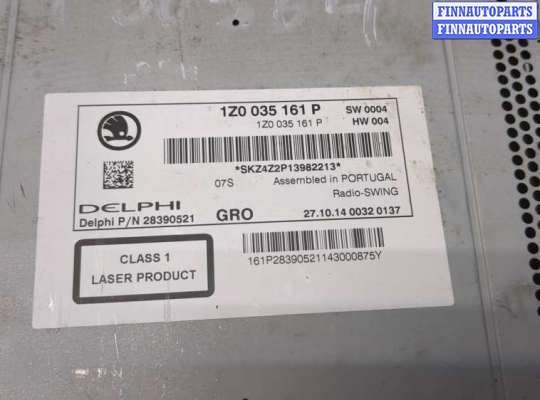 FINNAUTOPARTS
FINNAUTOPARTS
1Z0 035 161 P SW 0004
1Z0 035 161 P HW 004
*SKZ4Z2P13982213*
07S Assembled in PORTUGAL
Radio-SWING
DELPHI
Delphi P/N 28390521 GRO 27.10.14 0032 0137
CLASS 1
LASER PRODUCT
161P28390521143000875Y